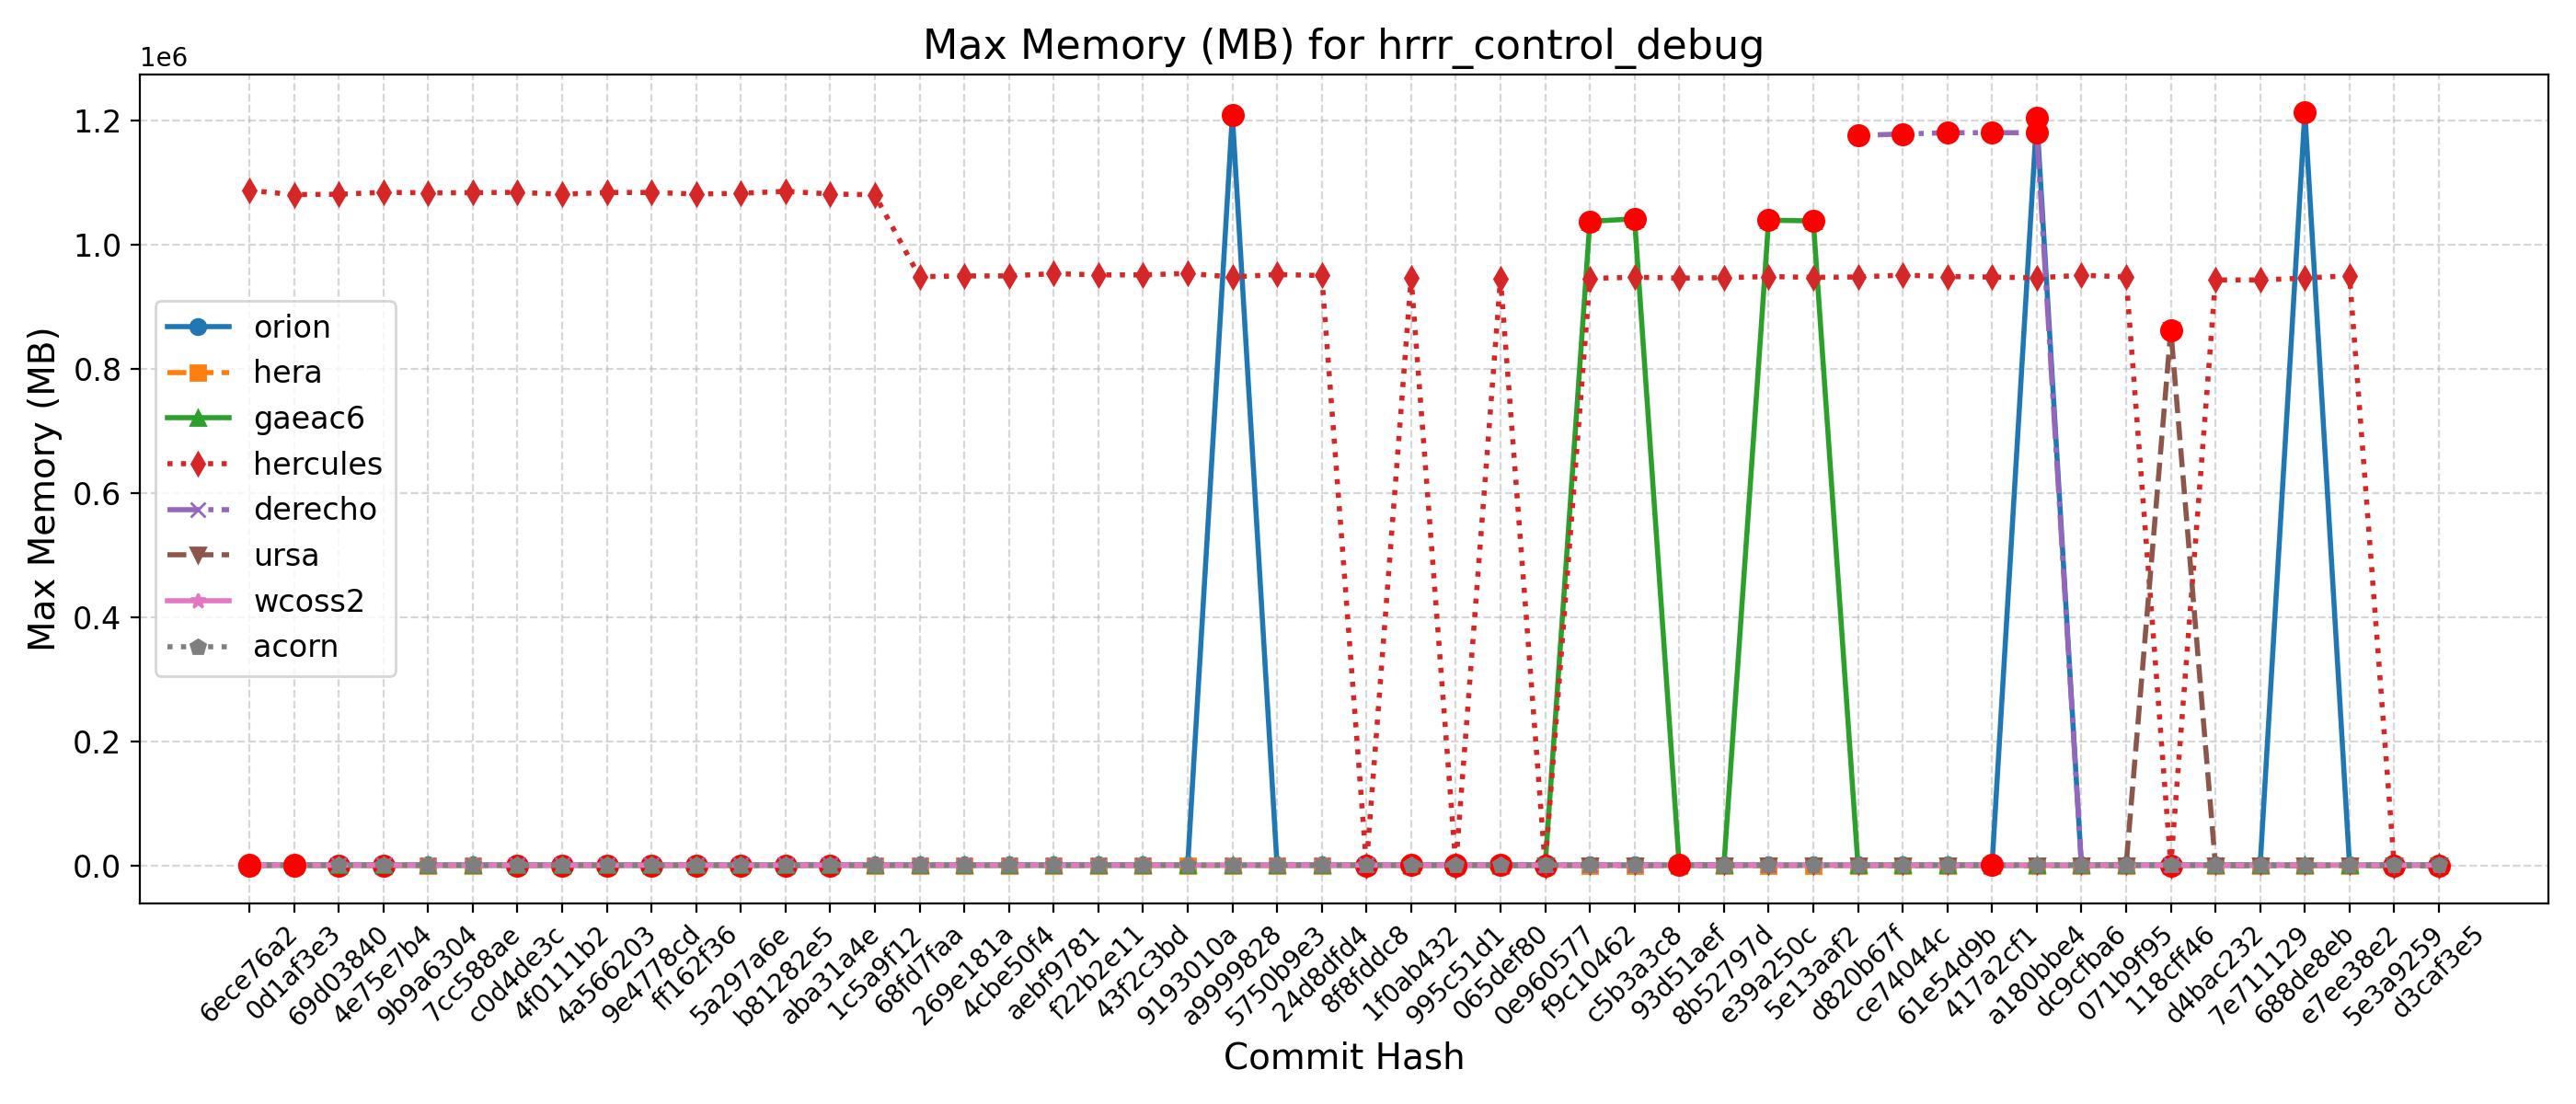 Max Memory (MB) for hrrr_control_debug
1e6
1.2
1.0
0.8
0.6
0.4
0.2
0.0
Max Memory (MB)
orion
hera
gaeac6
hercules
derecho
ursa
wcoss2
acorn
6ece76a2
0d1af3e3
69d03840
4e75e7b4
9b9a6304
7cc588ae
c0d4de3c
4f0111b2
4a566203
9e4778cd
ff162f36
5a297a6e
b81282e5
aba31a4e
1c5a9f12
68fd7faa
269e181a
4cbe50f4
aebf9781
f22b2e11
43f2c3bd
9193010a
a9999828
5750b9e3
24d8dfd4
8f8fddc8
1f0ab432
995c51d1
065def80
0e960577
f9c10462
c5b3a3c8
93d51aef
8b52797d
e39a250c
5e13aaf2
d820b67f
ce74044c
61e54d9b
417a2cf1
a180bbe4
dc9cfba6
071b9f95
118cff46
d4bac232
7e711129
688de8eb
e7ee38e2
5e3a9259
d3caf3e5
Commit Hash